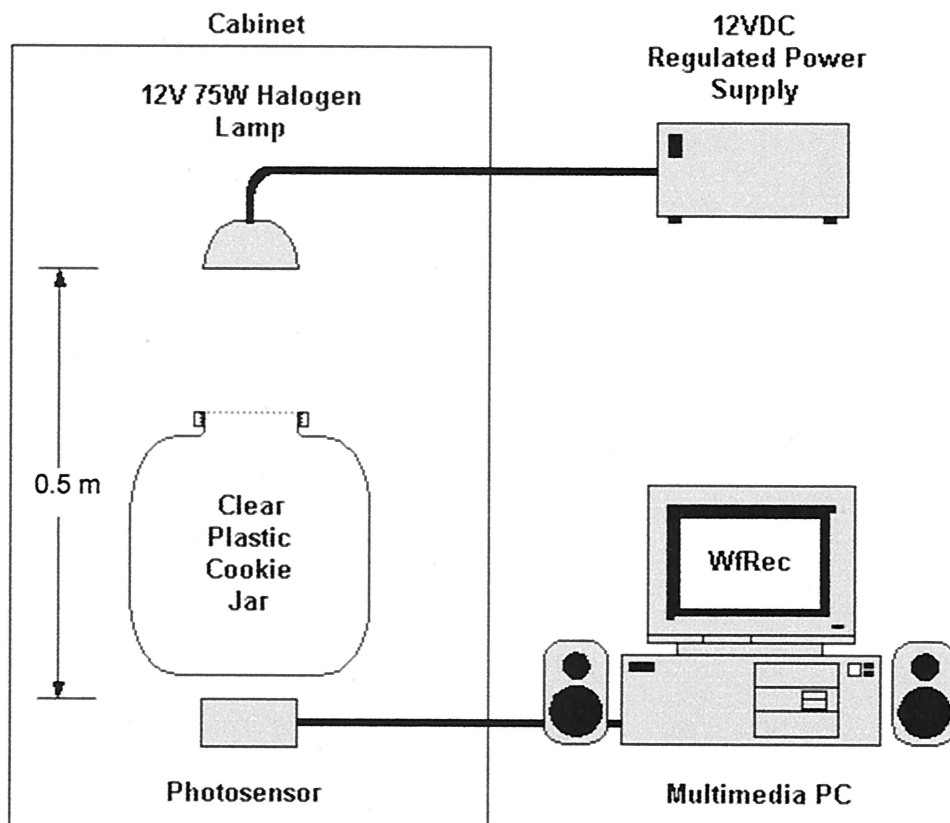 Cabinet
12VDC
Regulated Power
Supply
12V 75W Halogen
Lamp
0.5 m
Clear
Plastic
Cookie
Jar
WfRec
Photosensor
Multimedia PC